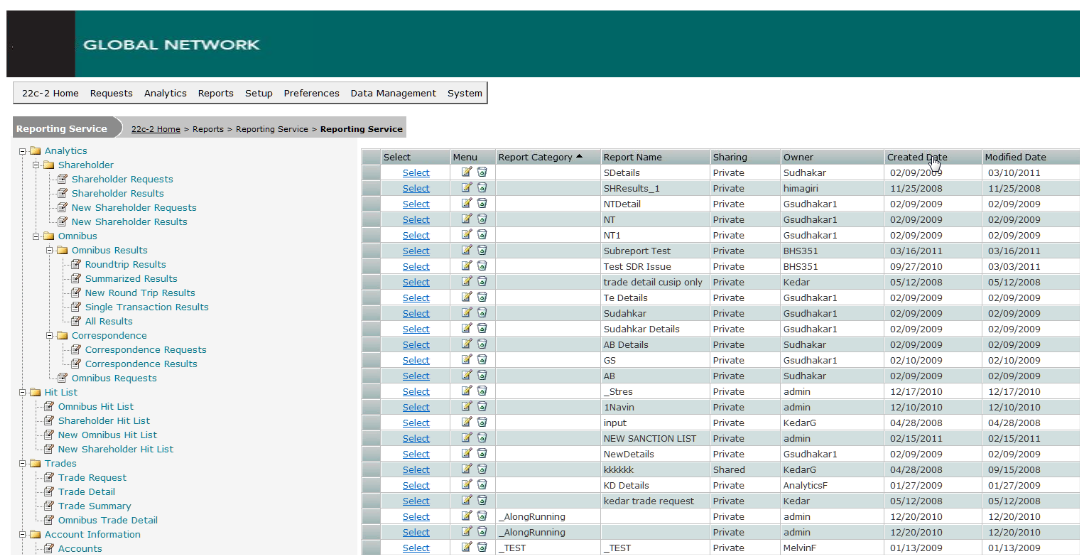 GLOBAL NETWORK
22c-2 Home Requests Analytics Reports Setup Preferences Data Management System
Reporting Service 22c-2 Home > Reports > Reporting Service > Reporting Service
Analytics
Shareholder
Shareholder Requests
Shareholder Results
New Shareholder Requests
New Shareholder Results
Omnibus
Omnibus Results
Roundtrip Results
Summarized Results
New Round Trip Results
Single Transaction Results
All Results
Correspondence
Correspondence Requests
Correspondence Results
Omnibus Requests
Hit List
Omnibus Hit List
Shareholder Hit List
New Omnibus Hit List
New Shareholder Hit List
Trades
Trade Request
Trade Detail
Trade Summary
Omnibus Trade Detail
Account Information
Accounts
Select Menu Report Category Report Name Sharing Owner Created Date Modified Date
Select SDetails Private Sudhakar 02/09/2009 03/10/2011
Select SHResults_1 Private himagiri 11/25/2008 11/25/2008
Select NTDetail Private Gsudhakar1 02/09/2009 02/09/2009
Select NT Private Gsudhakar1 02/09/2009 02/09/2009
Select NT1 Private Gsudhakar1 02/09/2009 02/09/2009
Select Subreport Test Private BHS351 03/16/2011 03/16/2011
Select Test SDR Issue Private BHS351 09/27/2010 03/03/2011
Select trade detail cusip only Private Kedar 05/12/2008 05/12/2008
Select Te Details Private Gsudhakar1 02/09/2009 02/09/2009
Select Sudahkar Private Gsudhakar1 02/09/2009 02/09/2009
Select Sudahkar Details Private Gsudhakar1 02/09/2009 02/09/2009
Select AB Details Private Sudhakar 02/09/2009 02/09/2009
Select GS Private Gsudhakar1 02/10/2009 02/10/2009
Select AB Private Sudhakar 02/09/2009 02/09/2009
Select _Stres Private admin 12/17/2010 12/17/2010
Select 1Navin Private admin 12/10/2010 12/10/2010
Select input Private KedarG 04/28/2008 04/28/2008
Select NEW SANCTION LIST Private admin 02/15/2011 02/15/2011
Select NewDetails Private Gsudhakar1 02/09/2009 02/09/2009
Select kkkkkk Shared KedarG 04/28/2008 09/15/2008
Select KD Details Private AnalyticsF 01/27/2009 01/27/2009
Select kedar trade request Private Kedar 05/12/2008 05/12/2008
Select _AlongRunning Private admin 12/20/2010 12/20/2010
Select _AlongRunning Private admin 12/20/2010 12/20/2010
Select _TEST _TEST Private MelvinF 01/13/2009 01/13/2009